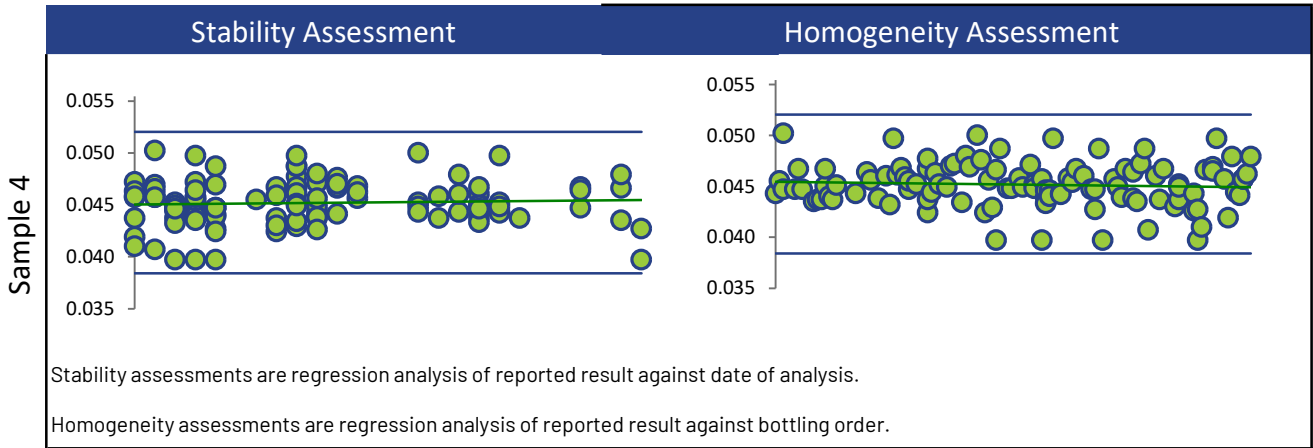 Stability Assessment
Homogeneity Assessment
Sample 4
0.055
0.050
0.045
0.040
0.035
0.055
0.050
0.045
0.040
0.035
Stability assessments are regression analysis of reported result against date of analysis.
Homogeneity assessments are regression analysis of reported result against bottling order.